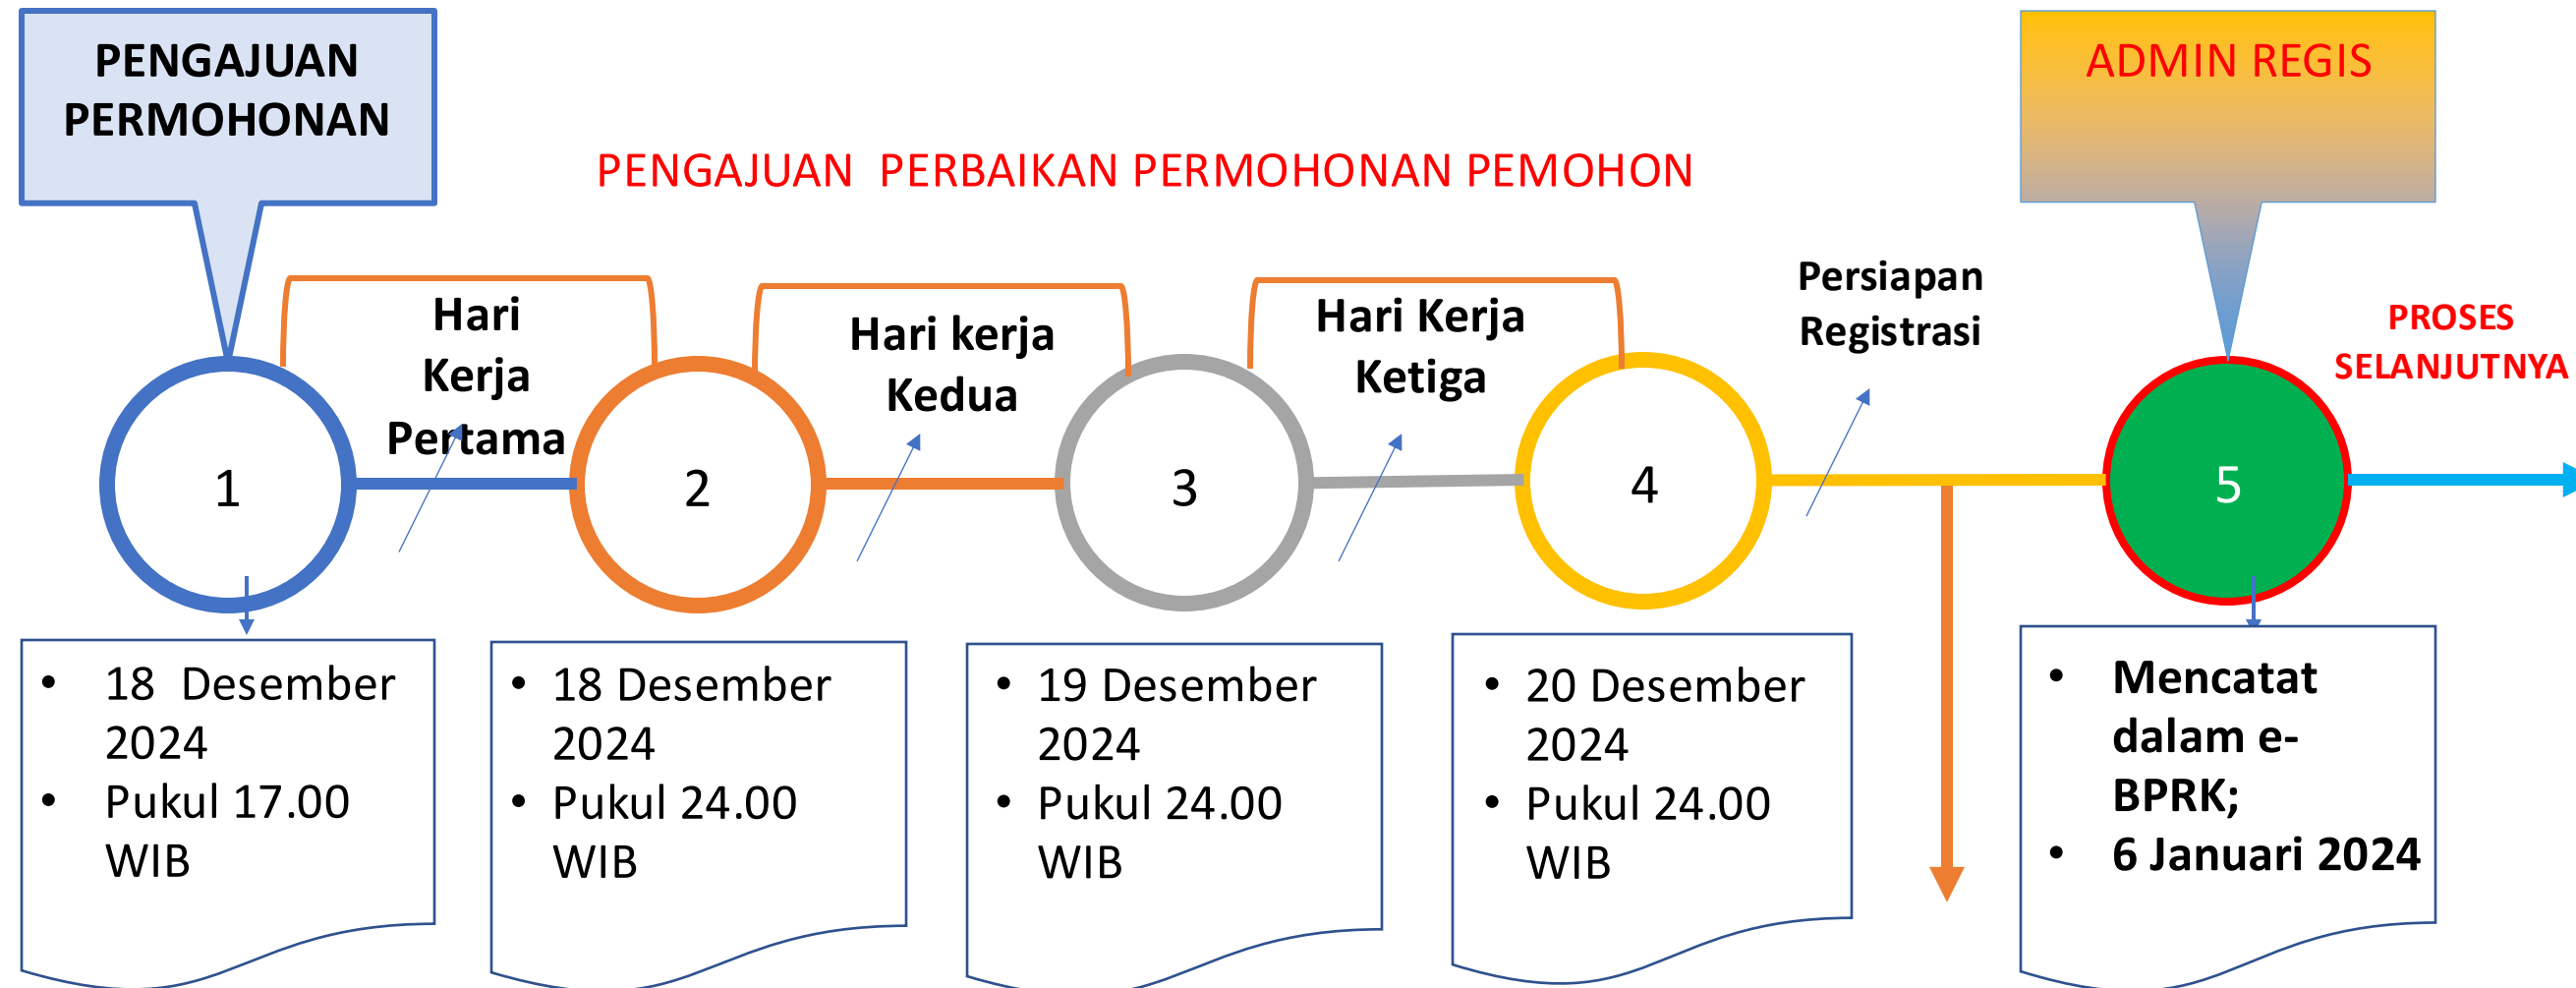 PENGAJUAN
PERMOHONAN
ADMIN REGIS
PENGAJUAN  PERBAIKAN PERMOHONAN PEMOHON
Hari
Kerja
Pertama
Hari kerja
Kedua
Hari Kerja
Ketiga
Persiapan
Registrasi
PROSES
SELANJUTNYA
1
2
3
4
5
• 18  Desember
2024
• Pukul 17.00
WIB
• 18 Desember
2024
• Pukul 24.00
WIB
• 19 Desember
2024
• Pukul 24.00
WIB
• 20 Desember
2024
• Pukul 24.00
WIB
• Mencatat
dalam e-
BPRK;
• 6 Januari 2024